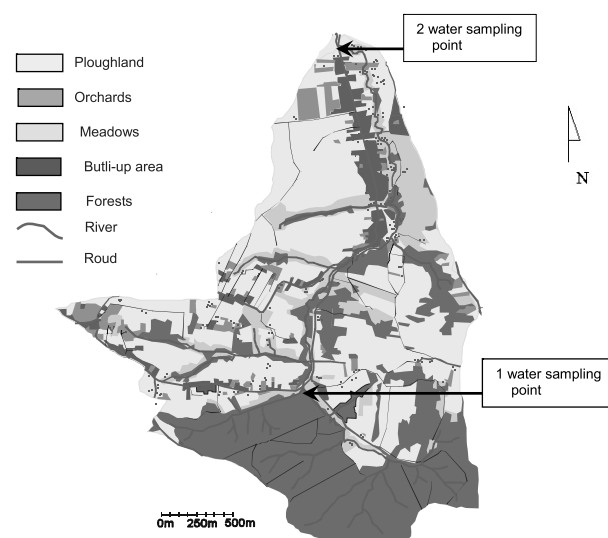 2 water sampling
point
Ploughland
Orchards
Meadows
Butli-up area
Forests
River
Roud
N
1 water sampling
point
0m 250m 500m